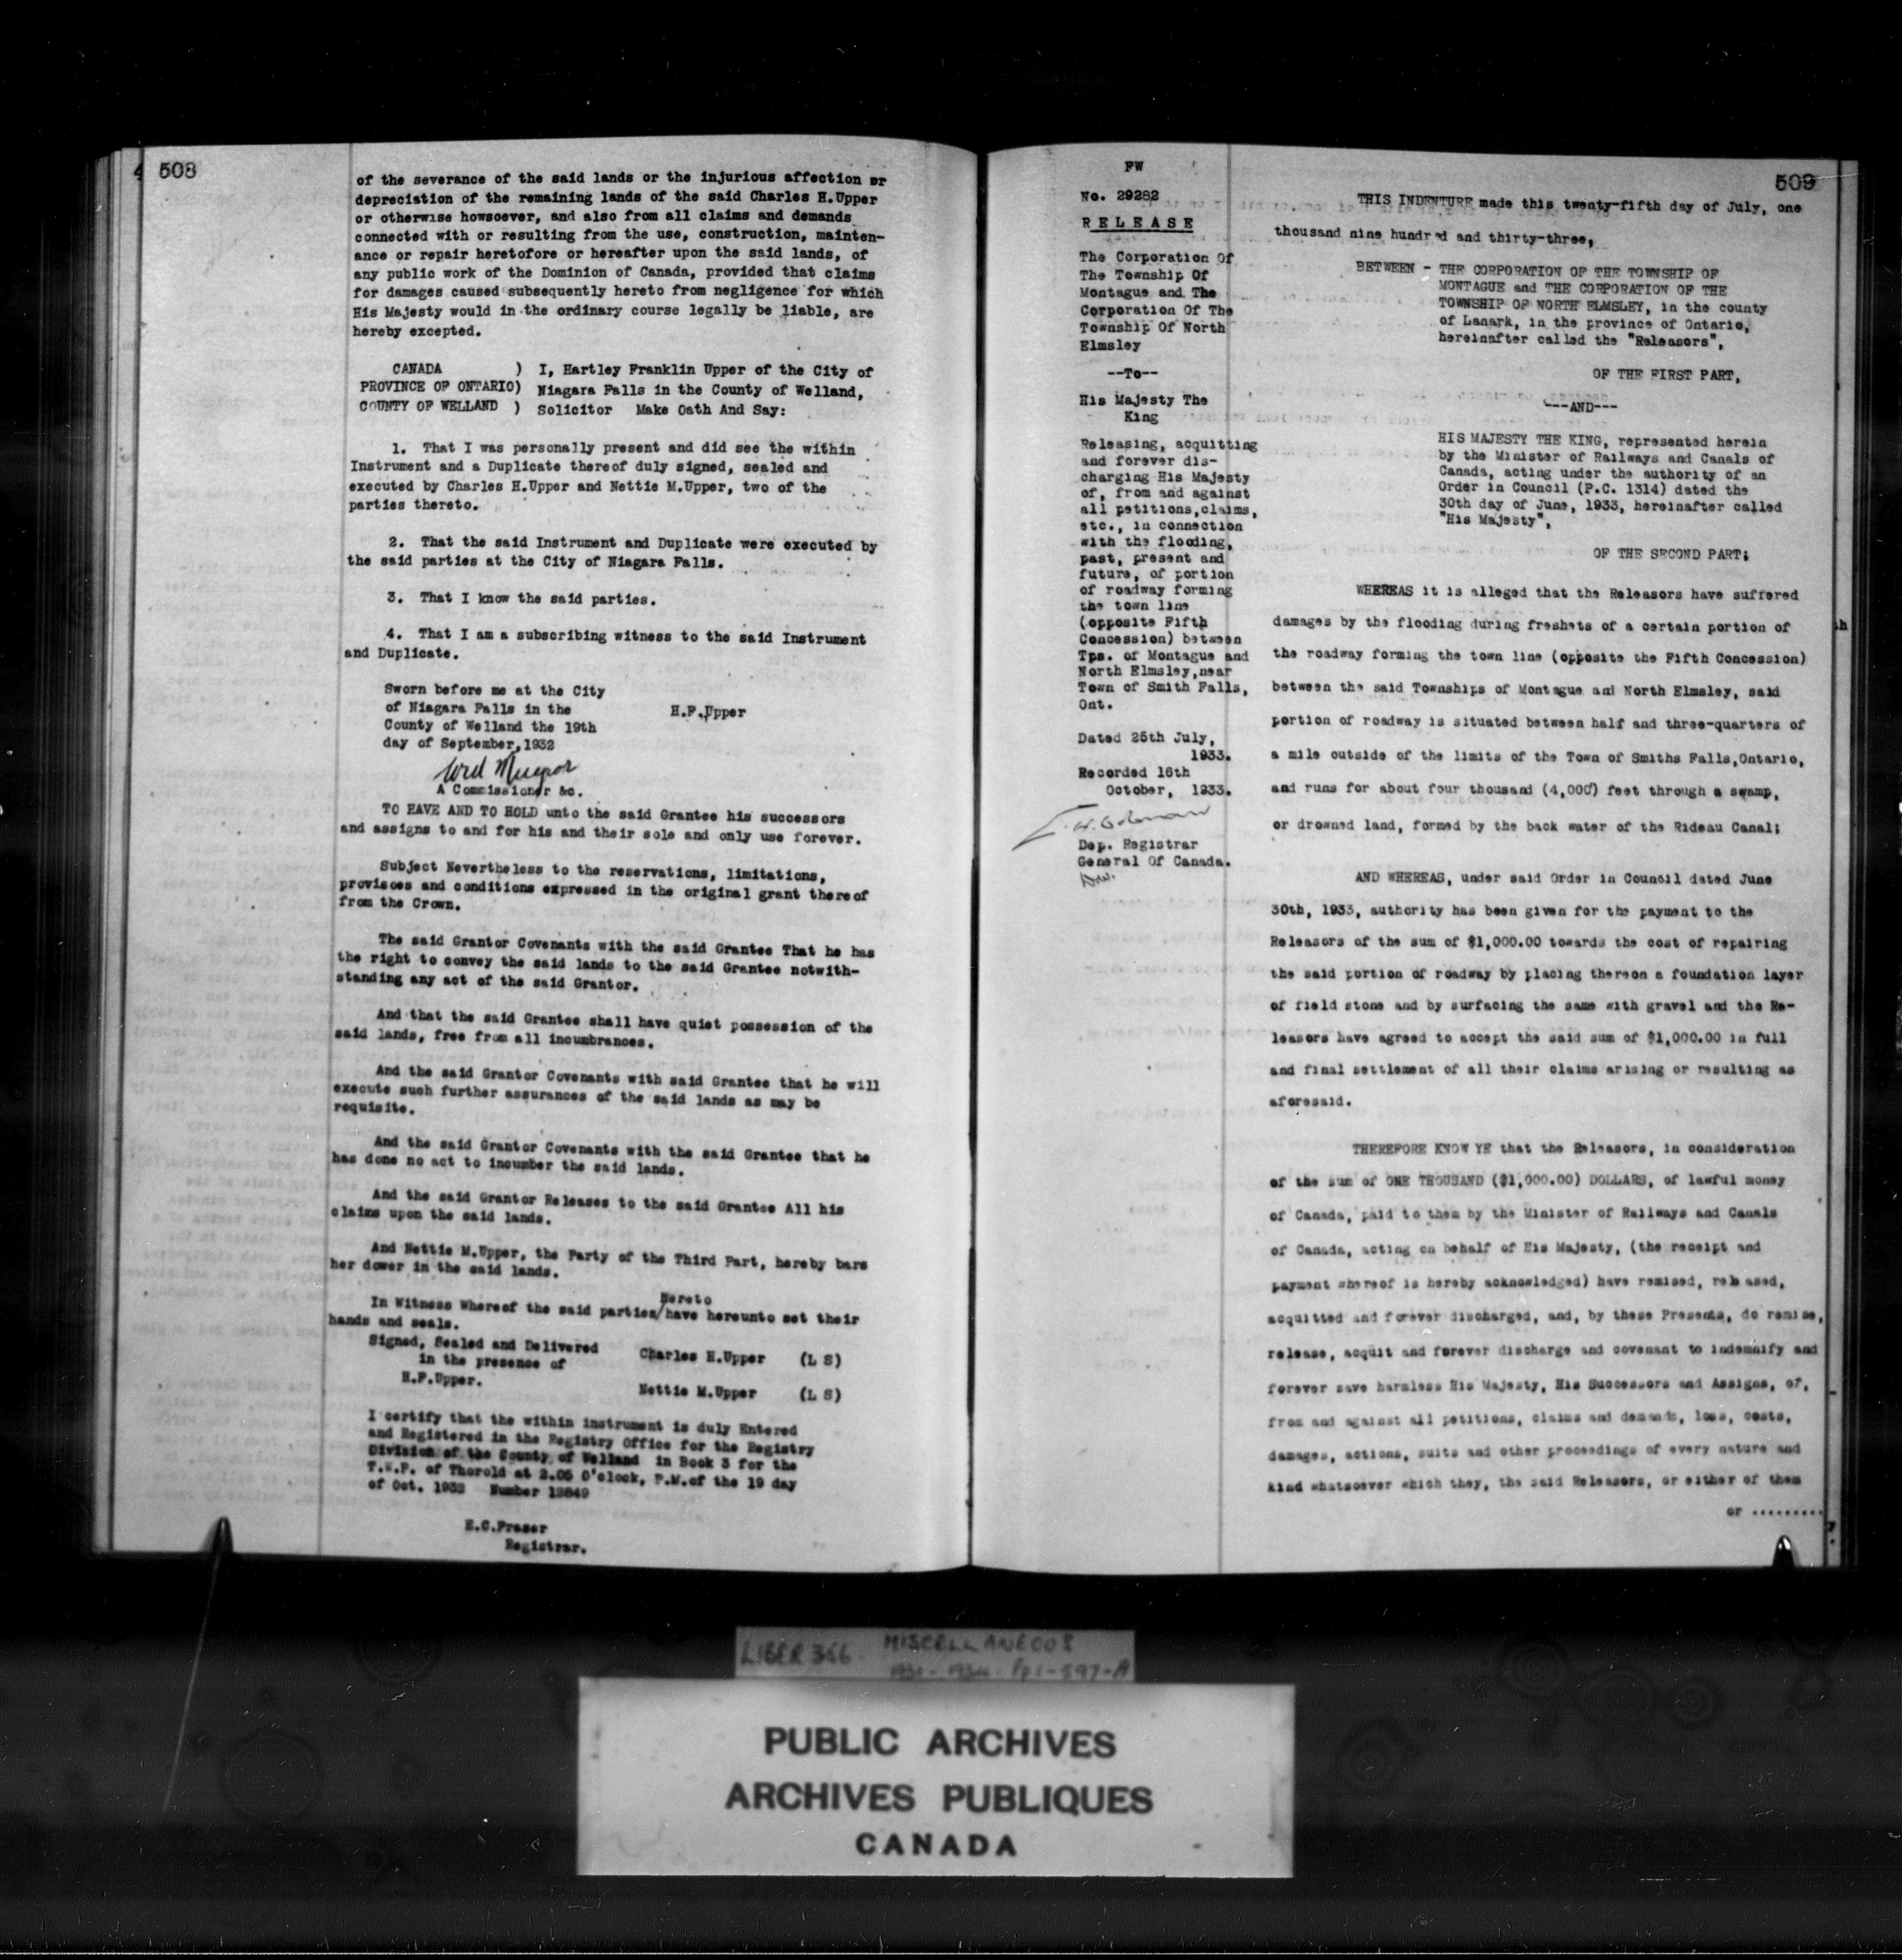 508
of the severance of the said lands or the injurious affection or
depreciation of the remaining lands of the said Charles H.Upper
or otherwise howsoever, and also from all claims and demands
connected with or resulting from the use, construction, mainten-
ance or repair heretofore or hereafter upon the said lands, of
any public work of the Dominion of Canada, provided that claims
for damages caused subsequently hereto from negligence for which
His Majesty would in the ordinary course legally be liable, are
hereby excepted.
CANADA ) I, Hartley Franklin Upper of the City of
PROVINCE OF ONTARIO) Niagara Falls in the County of Welland,
COUNTY OF WELLAND ) Solicitor Make Oath And Say:
1. That I was personally present and did see the within
Instrument and a Duplicate thereof duly signed, sealed and
executed by Charles H.Upper and Nettie M.Upper, two of the
parties thereto.
2. That the said Instrument and Duplicate were executed by
the said parties at the City of Niagara Falls.
3. That I know the said parties.
4. That I am a subscribing witness to the said Instrument
and Duplicate.
Sworn before me at the City
of Niagara Falls in the
County of Welland the 19th
day of September,1932
H.F.Upper
A Commissioner &c.
TO HAVE AND TO HOLD unto the said Grantee his successors
and assigns to and for his and their sole and only use forever.
Subject Nevertheless to the reservations, limitations,
provisoes and conditions expressed in the original grant thereof
from the Crown.
The said Grantor Covenants with the said Grantee That he has
the right to convey the said lands to the said Grantee notwith-
standing any act of the said Grantor.
And that the said Grantee shall have quiet possession of the
said lands, free from all incumbrances.
And the said Grantor Covenants with said Grantee that he will
execute such further assurances of the said lands as may be
requisite.
And the said Grantor Covenants with the said Grantee that he
has done no act to incumber the said lands.
And the said Grantor Releases to the said Grantee All his
claims upon the said lands.
And Nettie M.Upper, the Party of the Third Part, hereby bars
her dower in the said lands.
Hereto
In Witness Whereof the said parties/have hereunto set their
hands and seals.
Signed, Sealed and Delivered
in the presence of
H.F.Upper.
Charles H.Upper (L S)
Nettie M.Upper (L S)
I certify that the within instrument is duly Entered
and Registered in the Registry Office for the Registry
Division of the County of Welland in Book 3 for the
T.W.P. of Thorold at 2.05 O'clock, P.M.of the 19 day
of Oct. 1932 Number 12849
E.C.Fraser
Registrar.
FW
No. 29282
RELEASE
The Corporation Of
The Township Of
Montague and The
Corporation Of The
Township Of North
Elmsley
--To--
His Majesty The
King
Releasing, acquitting
and forever dis-
charging His Majesty
of, from and against
all petitions,claims,
etc., in connection
with the flooding,
past, present and
future, of portion
of roadway forming
the town line
(opposite Fifth
Concession) between
Tps. of Montague and
North Elmsley,near
Town of Smith Falls,
Ont.
Dated 25th July,
1933.
Recorded 16th
October, 1933.
Dep. Registrar
General Of Canada.
509
THIS INDENTURE made this twenty-fifth day of July, one
thousand nine hundred and thirty-three,
BETWEEN - THE CORPORATION OF THE TOWNSHIP OF
MONTAGUE and THE CORPORATION OF THE
TOWNSHIP OF NORTH ELMSLEY, in the county
of Lanark, in the province of Ontario,
hereinafter called the "Releasors",
OF THE FIRST PART,
---AND---
HIS MAJESTY THE KING, represented herein
by the Minister of Railways and Canals of
Canada, acting under the authority of an
Order in Council (P.C. 1314) dated the
30th day of June, 1933, hereinafter called
"His Majesty",
OF THE SECOND PART;
WHEREAS it is alleged that the Releasors have suffered
damages by the flooding during freshets of a certain portion of
the roadway forming the town line (opposite the Fifth Concession)
between the said Townships of Montague and North Elmsley, said
portion of roadway is situated between half and three-quarters of
a mile outside of the limits of the Town of Smiths Falls,Ontario,
and runs for about four thousand (4,000) feet through a swamp,
or drowned land, formed by the back water of the Rideau Canal;
AND WHEREAS, under said Order in Council dated June
30th, 1933, authority has been given for the payment to the
Releasors of the sum of $1,000.00 towards the cost of repairing
the said portion of roadway by placing thereon a foundation layer
of field stone and by surfacing the same with gravel and the Re-
leasors have agreed to accept the said sum of $1,000.00 in full
and final settlement of all their claims arising or resulting as
aforesaid.
THEREFORE KNOW YE that the Releasors, in consideration
of the sum of ONE THOUSAND ($1,000.00) DOLLARS, of lawful money
of Canada, paid to them by the Minister of Railways and Canals
of Canada, acting on behalf of His Majesty, (the receipt and
payment whereof is hereby acknowledged) have remised, released,
acquitted and forever discharged, and, by these Presents, do remise,
release, acquit and forever discharge and covenant to indemnify and
forever save harmless His Majesty, His Successors and Assigns, of,
from and against all petitions, claims and demands, loss, costs,
damages, actions, suits and other proceedings of every nature and
kind whatsoever which they, the said Releasors, or either of them
or .........
LIBER 366 MISCELLANEOUS
PUBLIC ARCHIVES
ARCHIVES PUBLIQUES
CANADA